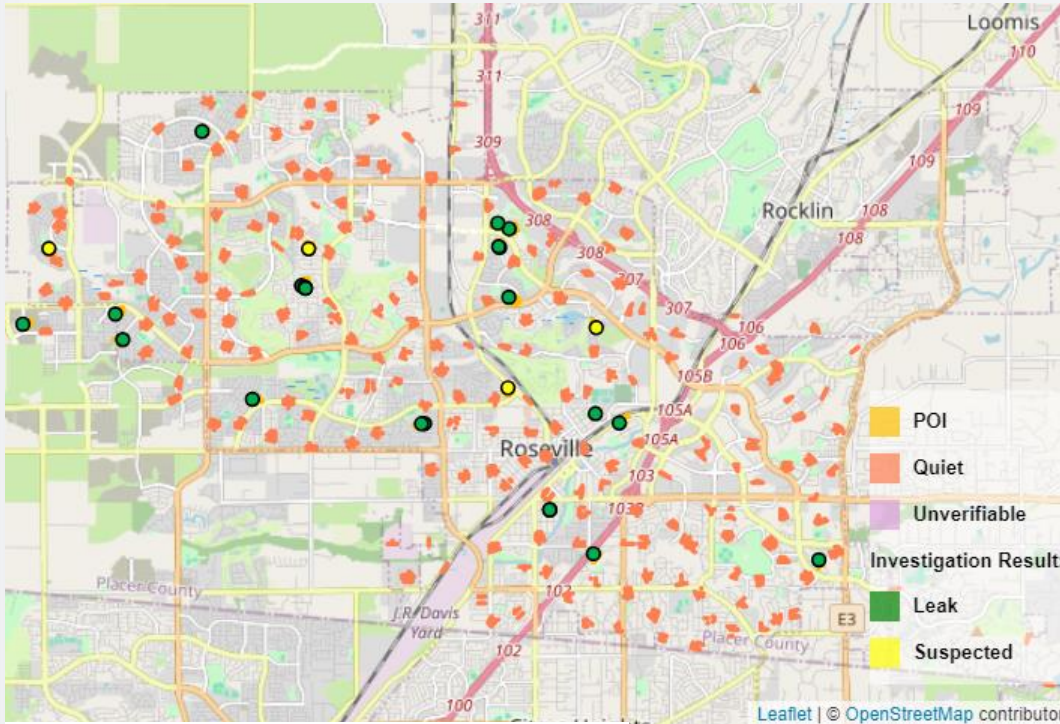 311
Loomis
311
110
109
309
109
308
Rocklin
108
308
108
307
307
106
106
105B
105A
Roseville
105A
POI
103
Quiet
103B
Unverifiable
Investigation Result
Placer County
102
Leak
J.R. Davis
Yard
E3
Placer County
102
Suspected
100
Leaflet | © OpenStreetMap contributo